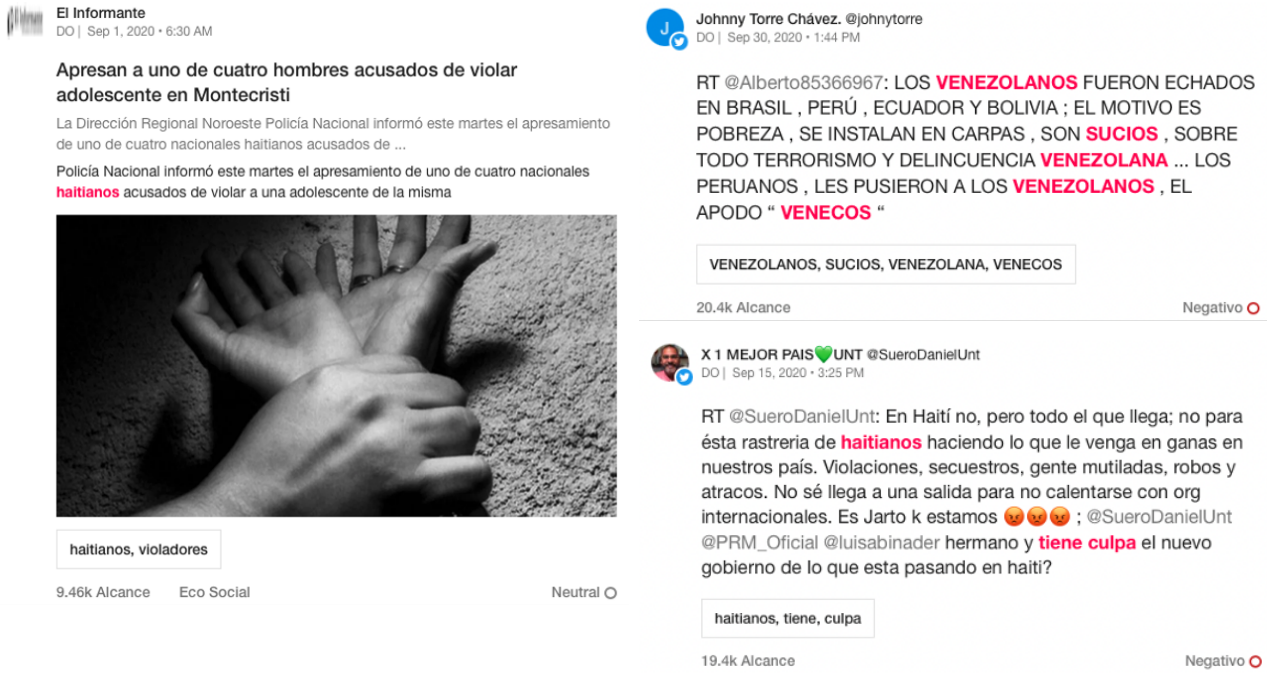 El Informante
DO | Sep 1, 2020 • 6:30 AM
Apresan a uno de cuatro hombres acusados de violar
adolescente en Montecristi
La Dirección Regional Noroeste Policía Nacional informó este martes el apresamiento
de uno de cuatro nacionales haitianos acusados de ...
Policía Nacional informó este martes el apresamiento de uno de cuatro nacionales
haitianos acusados de violar a una adolescente de la misma
haitianos, violadores
9.46k Alcance Eco Social Neutral
J
Johnny Torre Chávez. @johnytorre
DO | Sep 30, 2020 • 1:44 PM
RT @Alberto85366967: LOS VENEZOLANOS FUERON ECHADOS
EN BRASIL , PERÚ , ECUADOR Y BOLIVIA ; EL MOTIVO ES
POBREZA , SE INSTALAN EN CARPAS , SON SUCIOS , SOBRE
TODO TERRORISMO Y DELINCUENCIA VENEZOLANA ... LOS
PERUANOS , LES PUSIERON A LOS VENEZOLANOS , EL
APODO “ VENECOS “
VENEZOLANOS, SUCIOS, VENEZOLANA, VENECOS
20.4k Alcance Negativo
X 1 MEJOR PAIS💚UNT @SueroDanielUnt
DO | Sep 15, 2020 • 3:25 PM
RT @SueroDanielUnt: En Haití no, pero todo el que llega; no para
ésta rastreria de haitianos haciendo lo que le venga en ganas en
nuestros país. Violaciones, secuestros, gente mutiladas, robos y
atracos. No sé llega a una salida para no calentarse con org
internacionales. Es Jarto k estamos 😡😡😡 ; @SueroDanielUnt
@PRM_Oficial @luisabinader hermano y tiene culpa el nuevo
gobierno de lo que esta pasando en haiti?
haitianos, tiene, culpa
19.4k Alcance Negativo